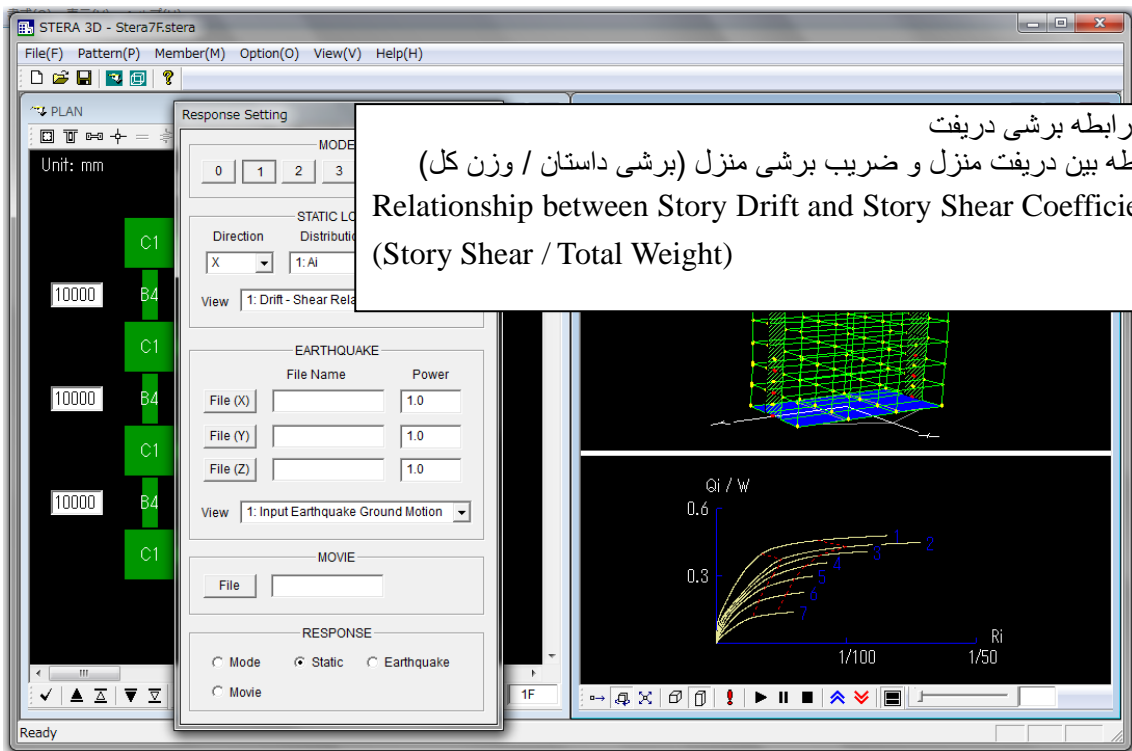 STERA 3D - Stera7F.stera
File(F) Pattern(P) Member(M) Option(O) View(V) Help(H)
PLAN
Unit: mm
C1
10000 B4
C1
10000 B4
C1
10000 B4
C1
Response Setting
MODE
0 1 2 3
STATIC
Direction
X
1: Ai
View 1: Drift - Shear
EARTHQUAKE
File Name Power
File (X) 1.0
File (Y) 1.0
File (Z) 1.0
View 1: Input Earthquake Ground Motion
MOVIE
File
RESPONSE
Mode Static Earthquake
Movie
رابطه برشی دریفت
بین دریفت منزل و ضریب برشی منزل (برشی داستان / وزن کل)
Relationship between Story Drift and Story Shear
(Story Shear / Total Weight)
Qi / W
0.6
0.3
1
2
3
4
5
6
7
Ri
1/100 1/50
1F
Ready